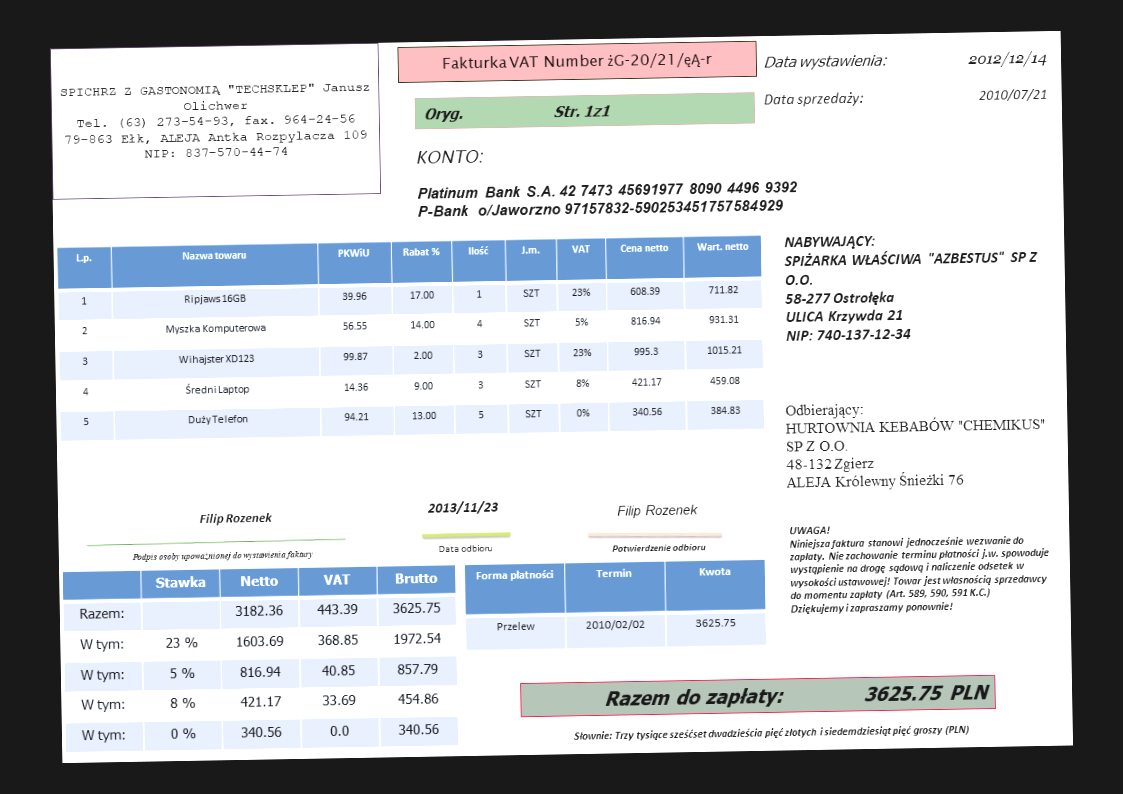 SPICHRZ Z GASTONOMIĄ "TECHSKLEP" Janusz
Olichwer
Tel. (63) 273-54-93, fax. 964-24-56
79-863 Ełk, ALEJA Antka Rozpylacza 109
NIP: 837-570-44-74
Fakturka VAT Number żG-20/21/ęĄ-r
Oryg. Str. 1z1
Data wystawienia: 2012/12/14
Data sprzedaży: 2010/07/21
KONTO:
Platinum Bank S.A. 42 7473 45691977 8090 4496 9392
P-Bank o/Jaworzno 97157832-590253451757584929
L.p. Nazwa towaru PKWiU Rabat % Ilość J.m. VAT Cena netto Wart. netto
1 Ripjaws 16GB 39.96 17.00 1 SZT 23% 608.39 711.82
2 Myszka Komputerowa 56.55 14.00 4 SZT 5% 816.94 931.31
3 Wihajster XD123 99.87 2.00 3 SZT 23% 995.3 1015.21
4 Średni Laptop 14.36 9.00 3 SZT 8% 421.17 459.08
5 Duży Telefon 94.21 13.00 5 SZT 0% 340.56 384.83
NABYWAJĄCY:
SPIŻARKA WŁAŚCIWA "AZBESTUS" SP Z
O.O.
58-277 Ostrołęka
ULICA Krzywda 21
NIP: 740-137-12-34
Odbierający:
HURTOWNIA KEBABÓW "CHEMIKUS"
SP Z O.O.
48-132 Zgierz
ALEJA Królewny Śnieżki 76
Filip Rozenek
Podpis osoby upoważnionej do wystawienia faktury
2013/11/23
Data odbioru
Filip Rozenek
Potwierdzenie odbioru
UWAGA!
Niniejsza faktura stanowi jednocześnie wezwanie do
zapłaty. Nie zachowanie terminu płatności j.w. spowoduje
wystąpienie na drogę sądową i naliczenie odsetek w
wysokości ustawowej! Towar jest własnością sprzedawcy
do momentu zapłaty (Art. 589, 590, 591 K.C.)
Dziękujemy i zapraszamy ponownie!
Stawka Netto VAT Brutto
Razem: 3182.36 443.39 3625.75
W tym: 23 % 1603.69 368.85 1972.54
W tym: 5 % 816.94 40.85 857.79
W tym: 8 % 421.17 33.69 454.86
W tym: 0 % 340.56 0.0 340.56
Forma płatności Termin Kwota
Przelew 2010/02/02 3625.75
Razem do zapłaty: 3625.75 PLN
Słownie: Trzy tysiące sześćset dwadzieścia pięć złotych i siedemdziesiąt pięć groszy (PLN)